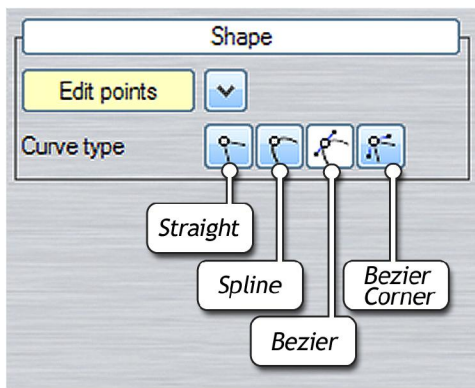 Shape
Edit points
Curve type
Straight
Spline
Bezier
Bezier
Corner